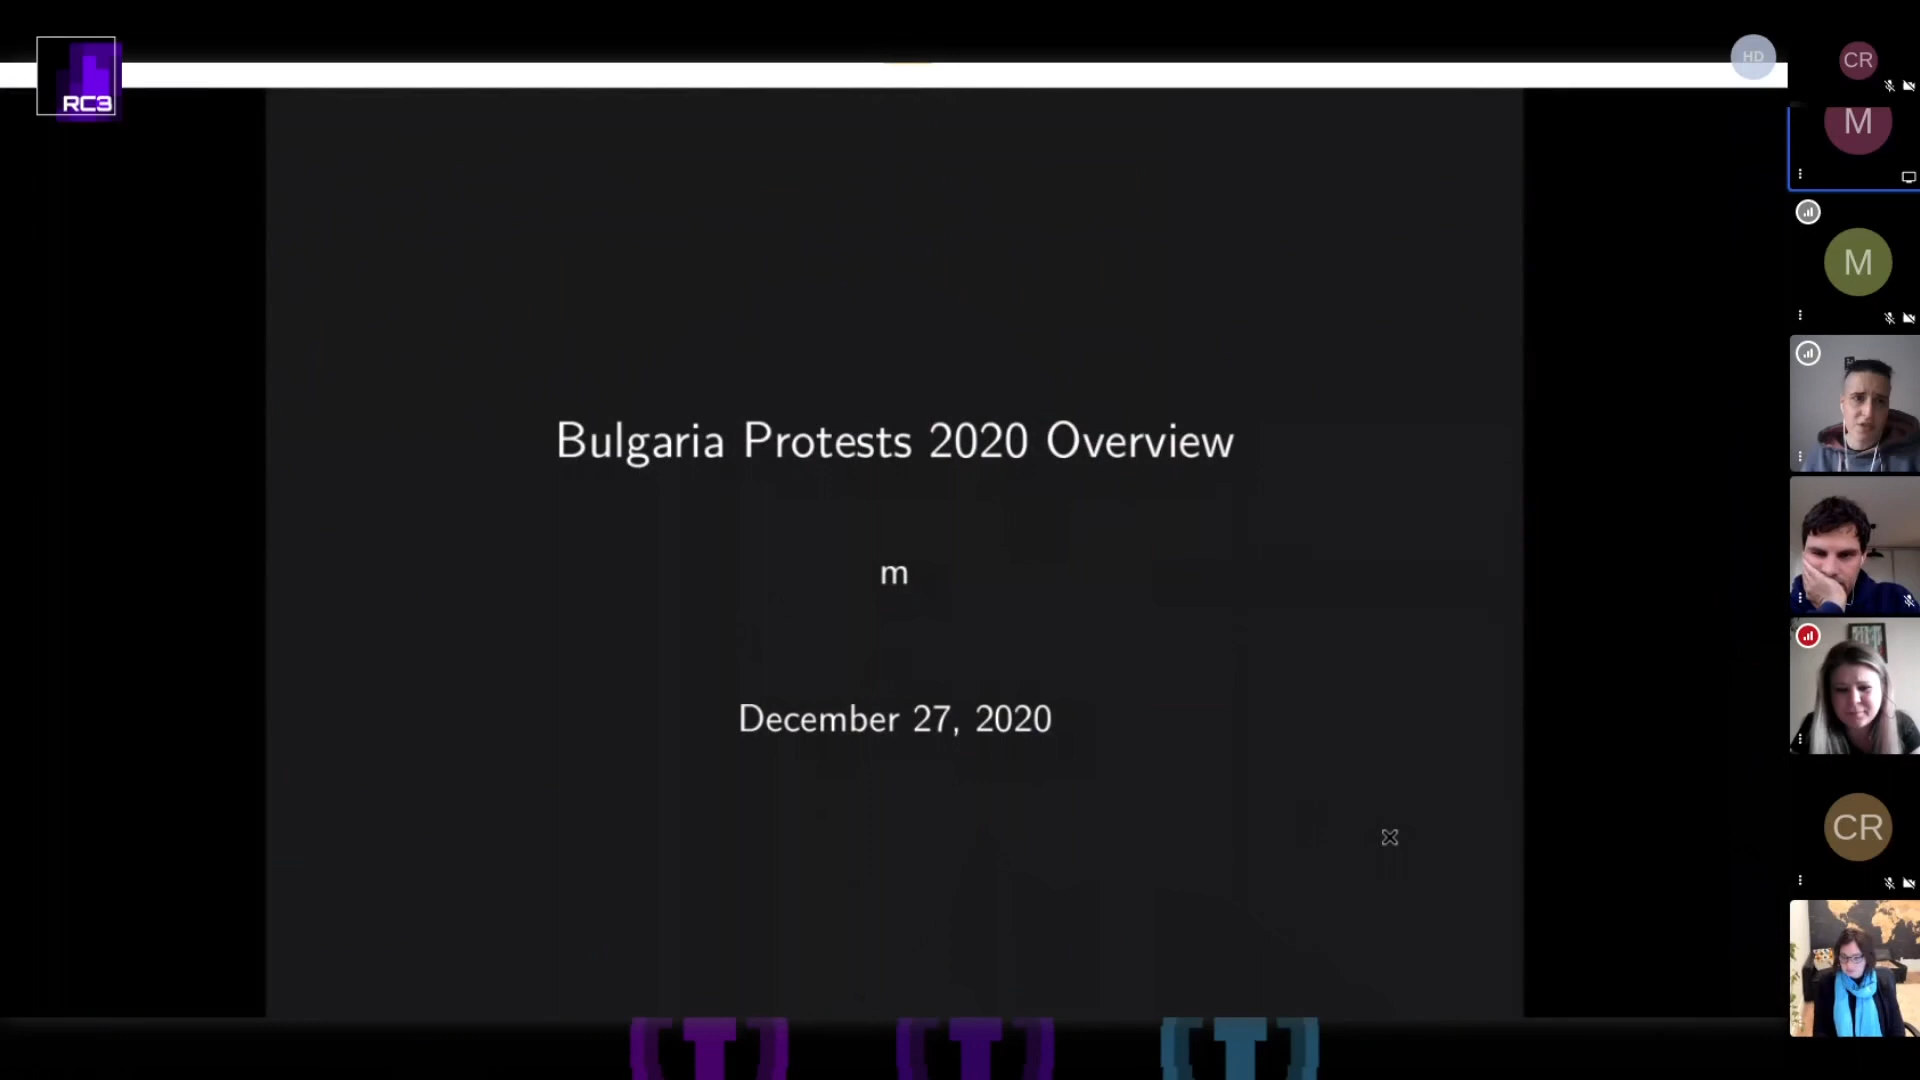 RC3
HD
CR
M
M
Bulgaria Protests 2020 Overview
m
December 27, 2020
CR